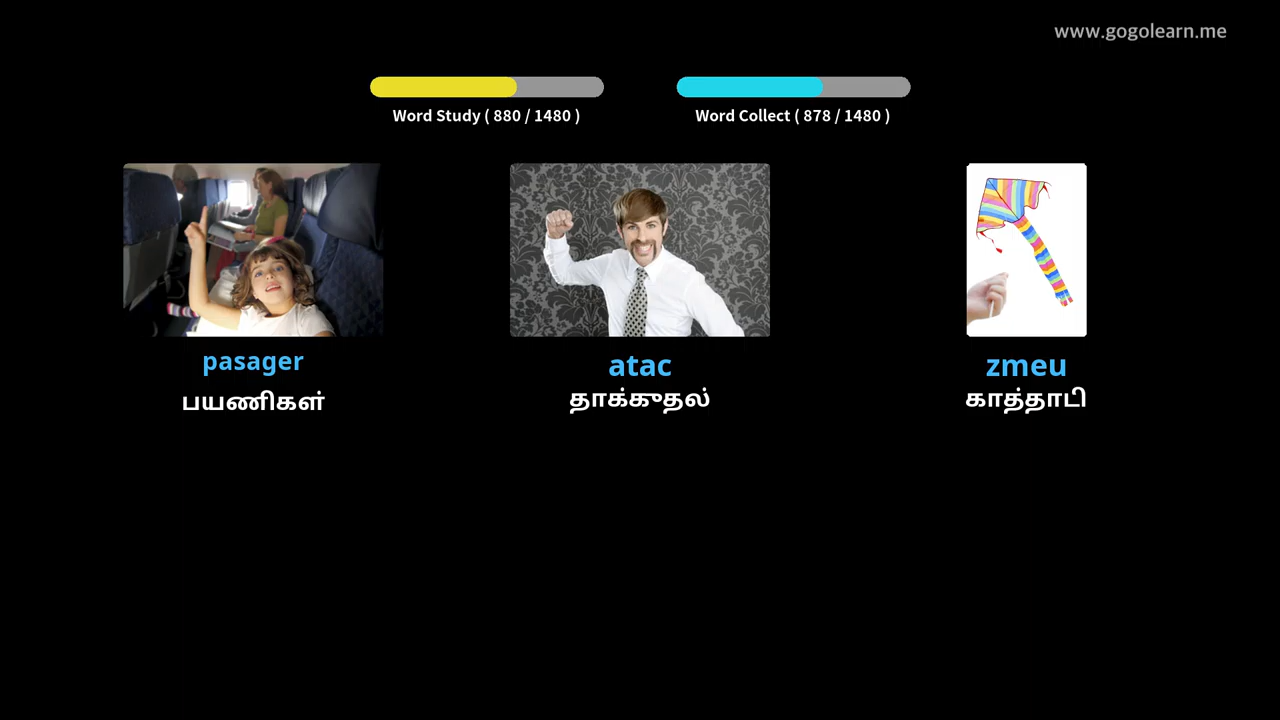 www.gogolearn.me
Word Study ( 880 / 1480 )
Word Collect ( 878 / 1480 )
pasager
பயணிகள்
atac
தாக்குதல்
zmeu
காத்தாடி